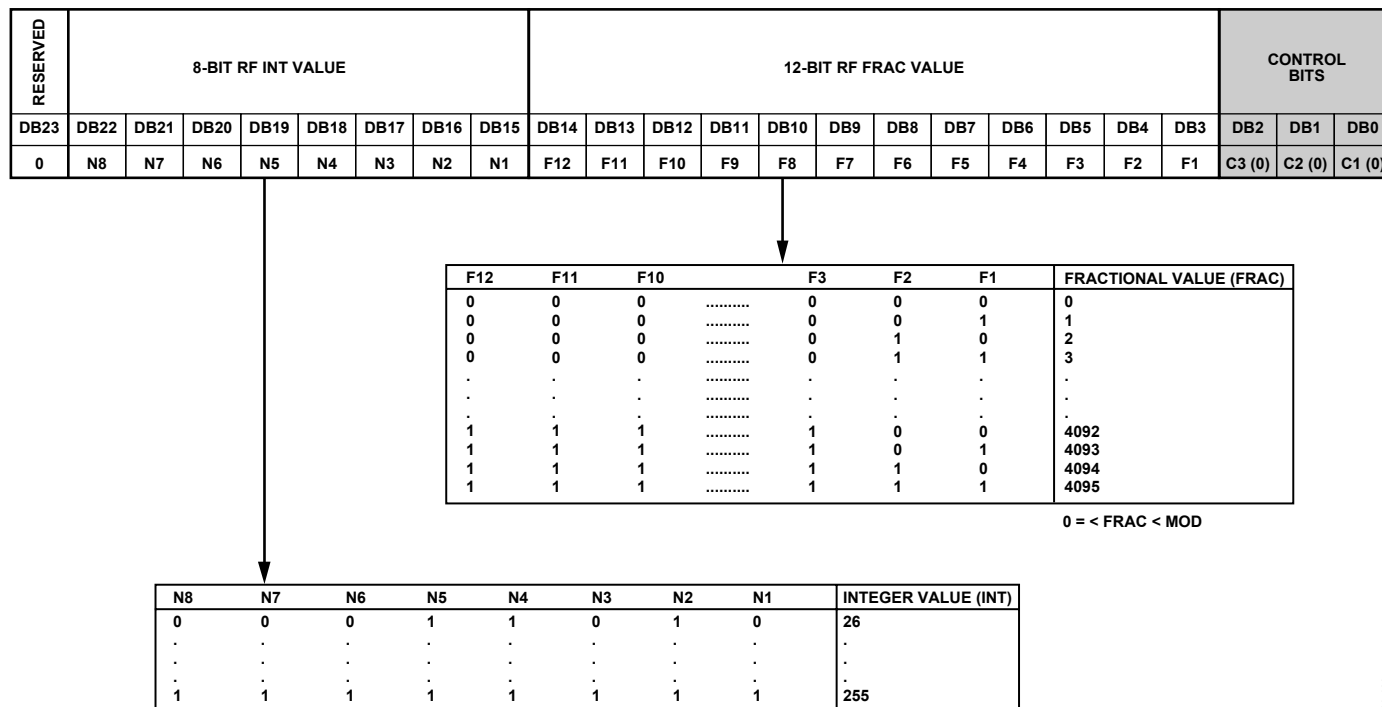 RESERVED
8-BIT RF INT VALUE
12-BIT RF FRAC VALUE
CONTROL
BITS
DB23 DB22 DB21 DB20 DB19 DB18 DB17 DB16 DB15 DB14 DB13 DB12 DB11 DB10 DB9 DB8 DB7 DB6 DB5 DB4 DB3 DB2 DB1 DB0
0 N8 N7 N6 N5 N4 N3 N2 N1 F12 F11 F10 F9 F8 F7 F6 F5 F4 F3 F2 F1 C3 (0) C2 (0) C1 (0)
F12 F11 F10 F3 F2 F1 FRACTIONAL VALUE (FRAC)
0 0 0 .......... 0 0 0 0
0 0 0 .......... 0 0 1 1
0 0 0 .......... 0 1 0 2
0 0 0 .......... 0 1 1 3
. . . .......... . . . .
. . . .......... . . . .
. . . .......... . . . .
1 1 1 .......... 1 0 0 4092
1 1 1 .......... 1 0 1 4093
1 1 1 .......... 1 1 0 4094
1 1 1 .......... 1 1 1 4095
0 = < FRAC < MOD
N8 N7 N6 N5 N4 N3 N2 N1 INTEGER VALUE (INT)
0 0 0 1 1 0 1 0 26
. . . . . . . . .
. . . . . . . . .
. . . . . . . . .
1 1 1 1 1 1 1 1 255